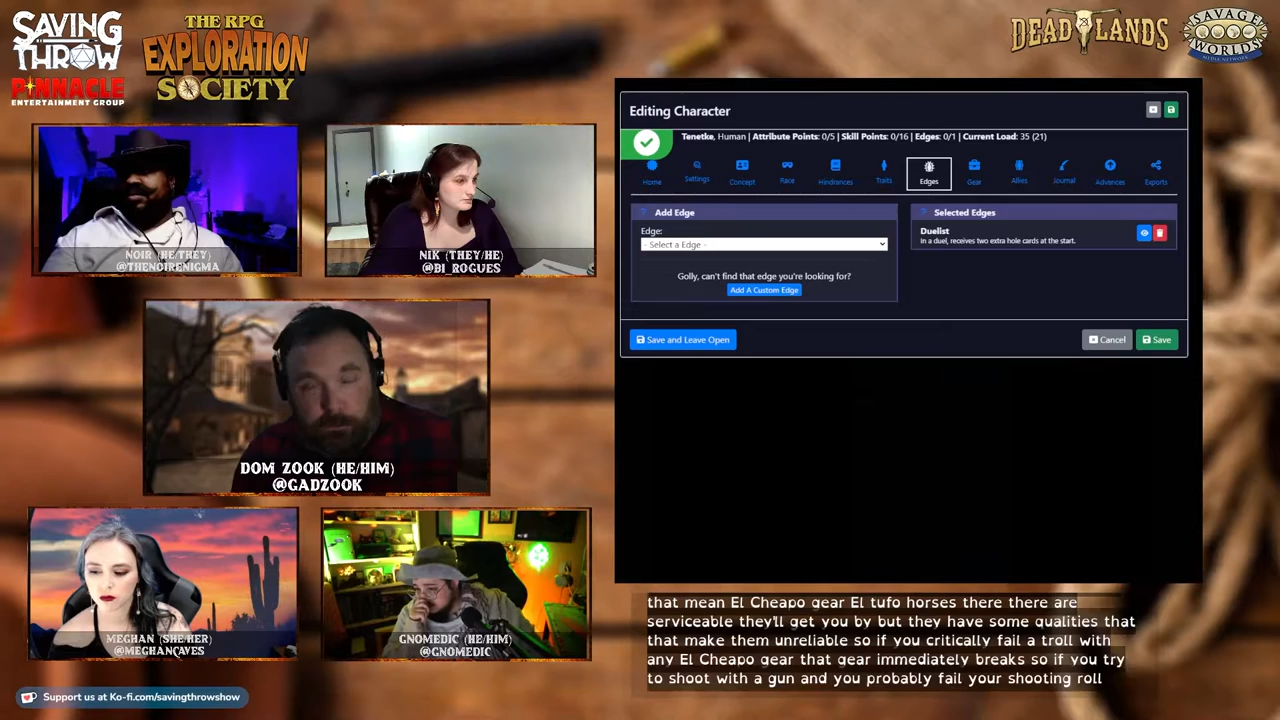 SAVING
THROW
PINNACLE
ENTERTAINMENT GROUP
THE RPG
EXPLORATION
SOCIETY
DEADLANDS
SAVAGE
WORLDS
MEDIA NETWORK
NOIR (HE/THEY)
@THENOIRENIGMA
NIK (THEY/HE)
@BI_ROGUES
DOM ZOOK (HE/HIM)
@GADZOOK
MEGHAN (SHE/HER)
@MEGHANCAVES
GNOMEDIC (HE/HIM)
@GNOMEDIC
Support us at Ko-fi.com/savingthrowshow
Editing Character
Tenetke, Human | Attribute Points: 0/5 | Skill Points: 0/16 | Edges: 0/1 | Current Load: 35 (21)
Home Settings Concept Race Hindrances Traits Edges Gear Allies Journal Advances Exports
Add Edge
Edge:
- Select a Edge -
Golly, can't find that edge you're looking for?
Add A Custom Edge
Selected Edges
Duelist
In a duel, receives two extra hole cards at the start.
Save and Leave Open
Cancel
Save
that mean El Cheapo gear El tufo horses there there are
serviceable they'll get you by but they have some qualities that
that make them unreliable so if you critically fail a troll with
any El Cheapo gear that gear immediately breaks so if you try
to shoot with a gun and you probably fail your shooting roll